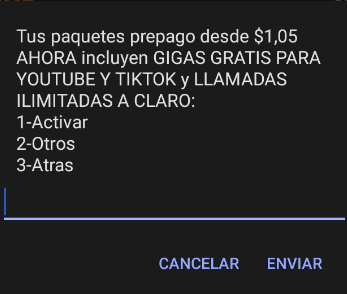 Tus paquetes prepago desde $1,05
AHORA incluyen GIGAS GRATIS PARA
YOUTUBE Y TIKTOK y LLAMADAS
ILIMITADAS A CLARO:
1-Activar
2-Otros
3-Atras
CANCELAR ENVIAR